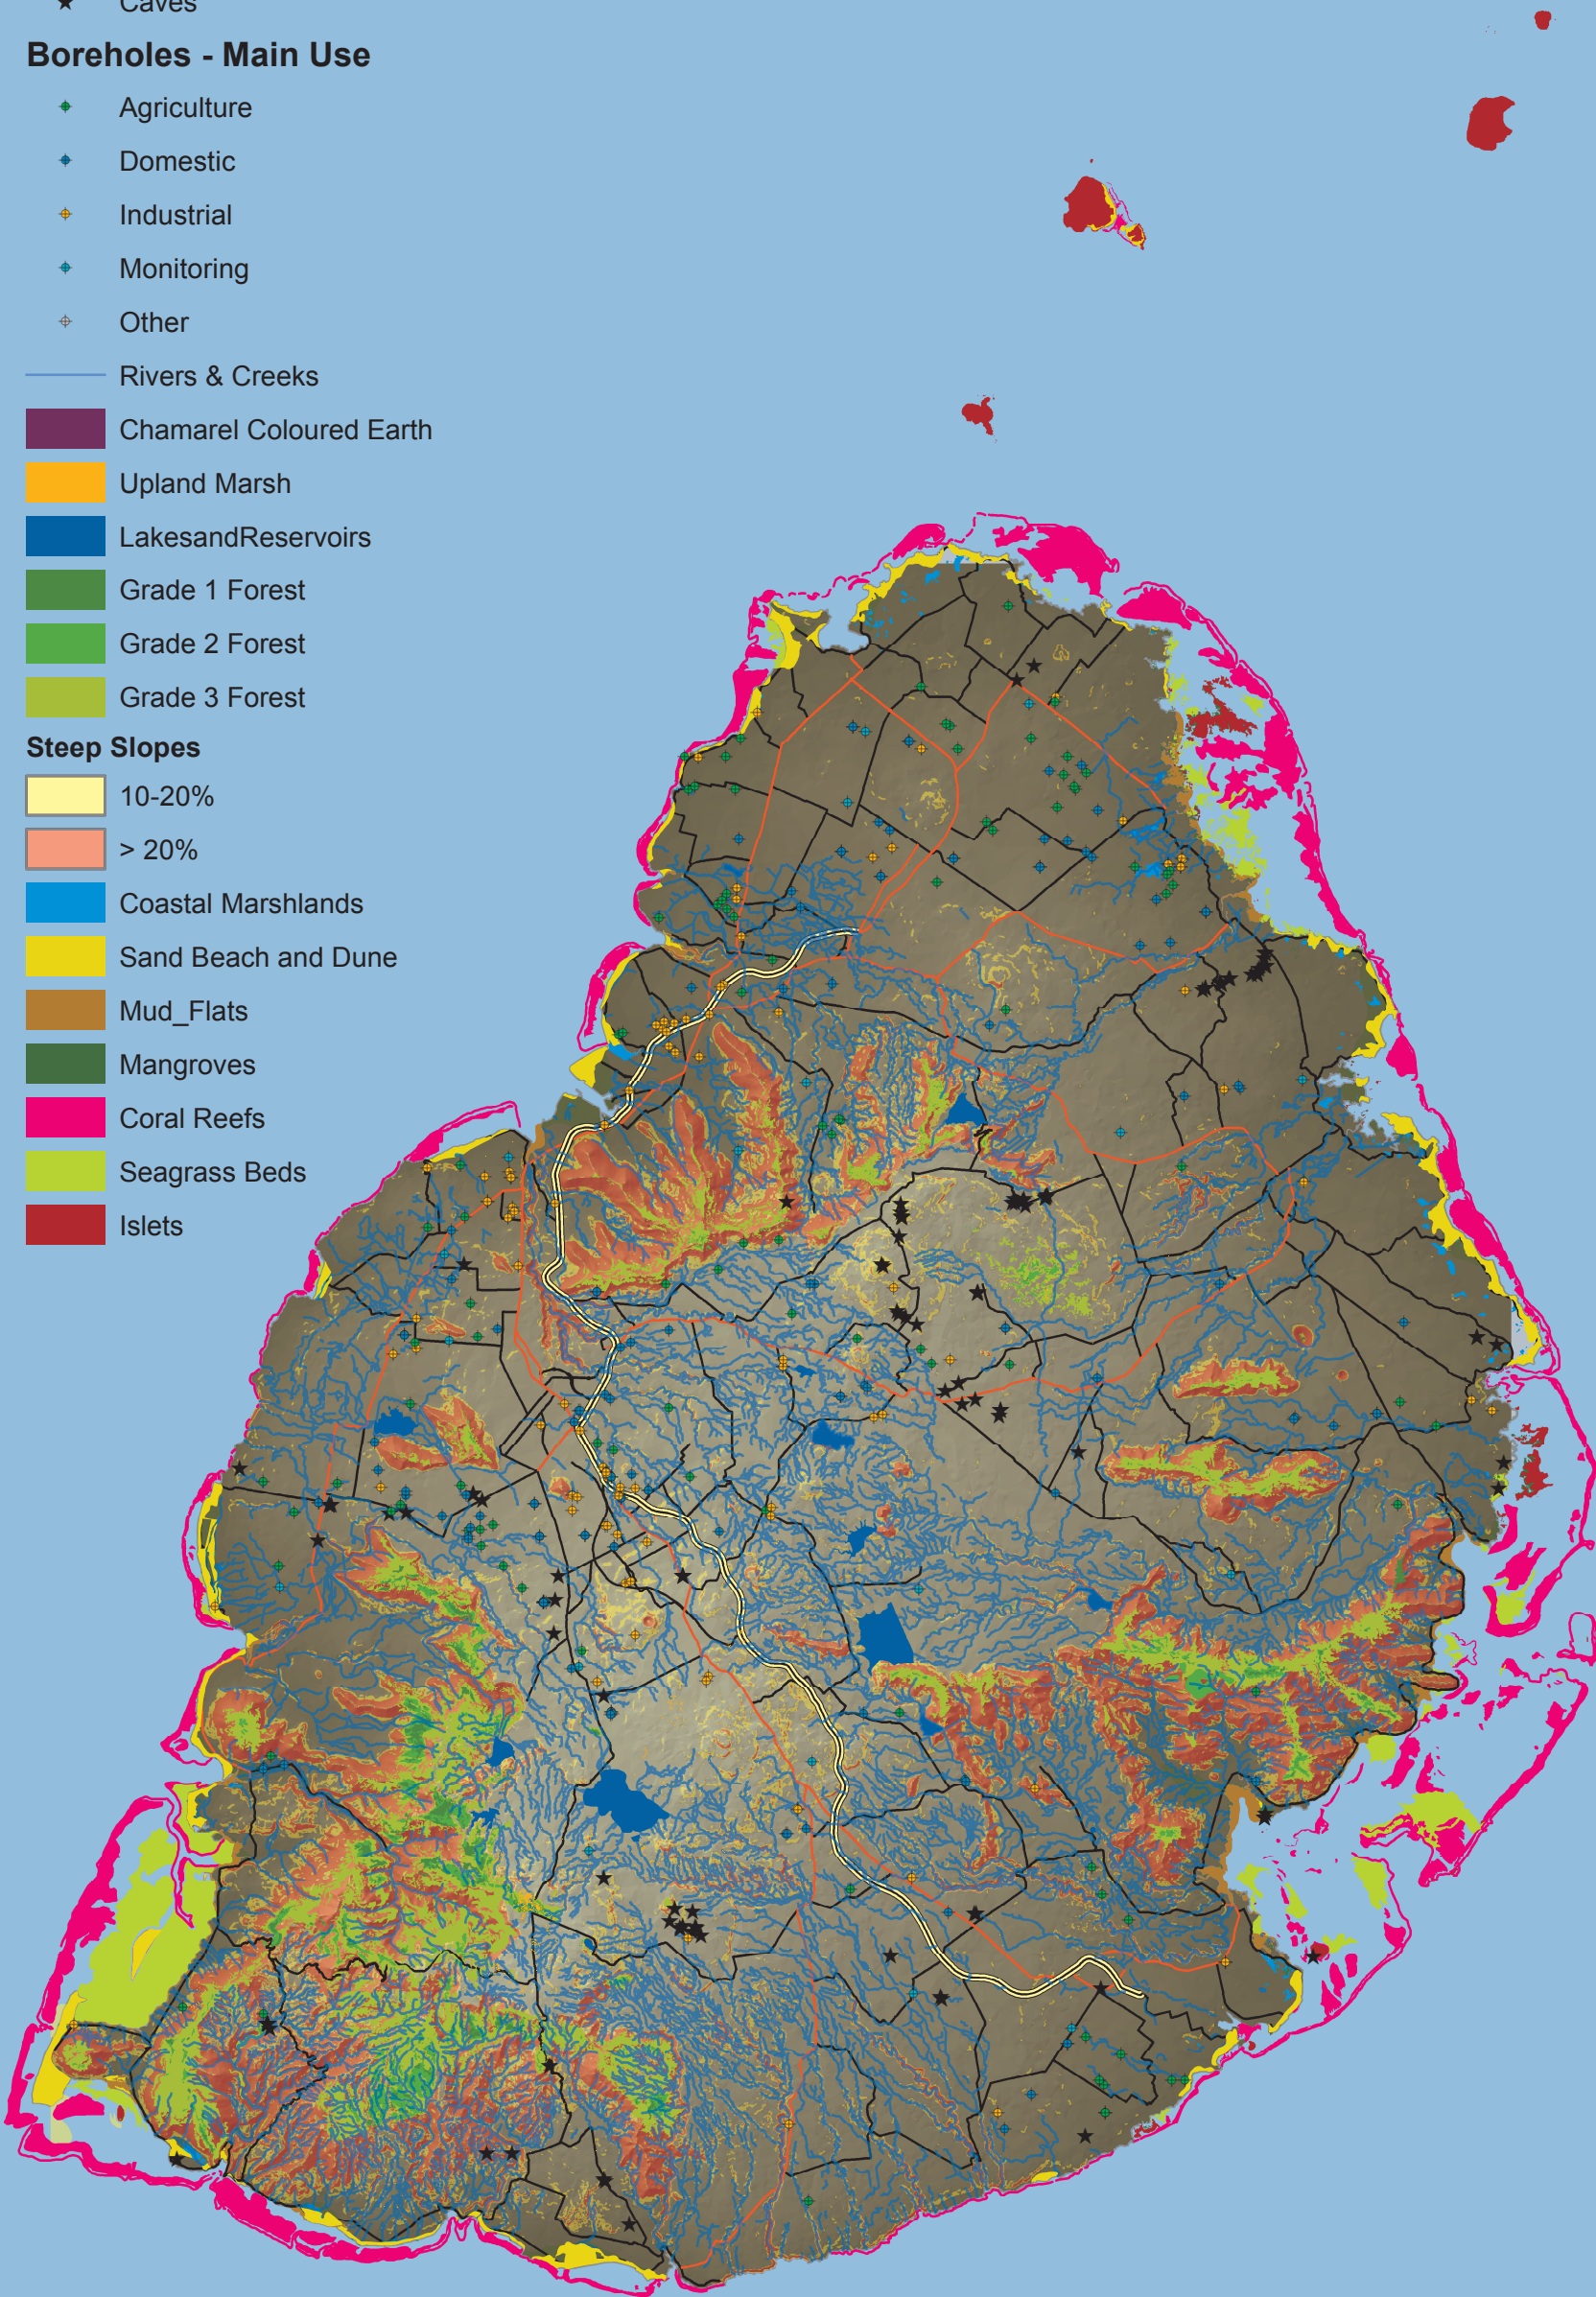 Caves
Boreholes - Main Use
Agriculture
Domestic
Industrial
Monitoring
Other
Rivers & Creeks
Chamarel Coloured Earth
Upland Marsh
LakesandReservoirs
Grade 1 Forest
Grade 2 Forest
Grade 3 Forest
Steep Slopes
10-20%
> 20%
Coastal Marshlands
Sand Beach and Dune
Mud_Flats
Mangroves
Coral Reefs
Seagrass Beds
Islets